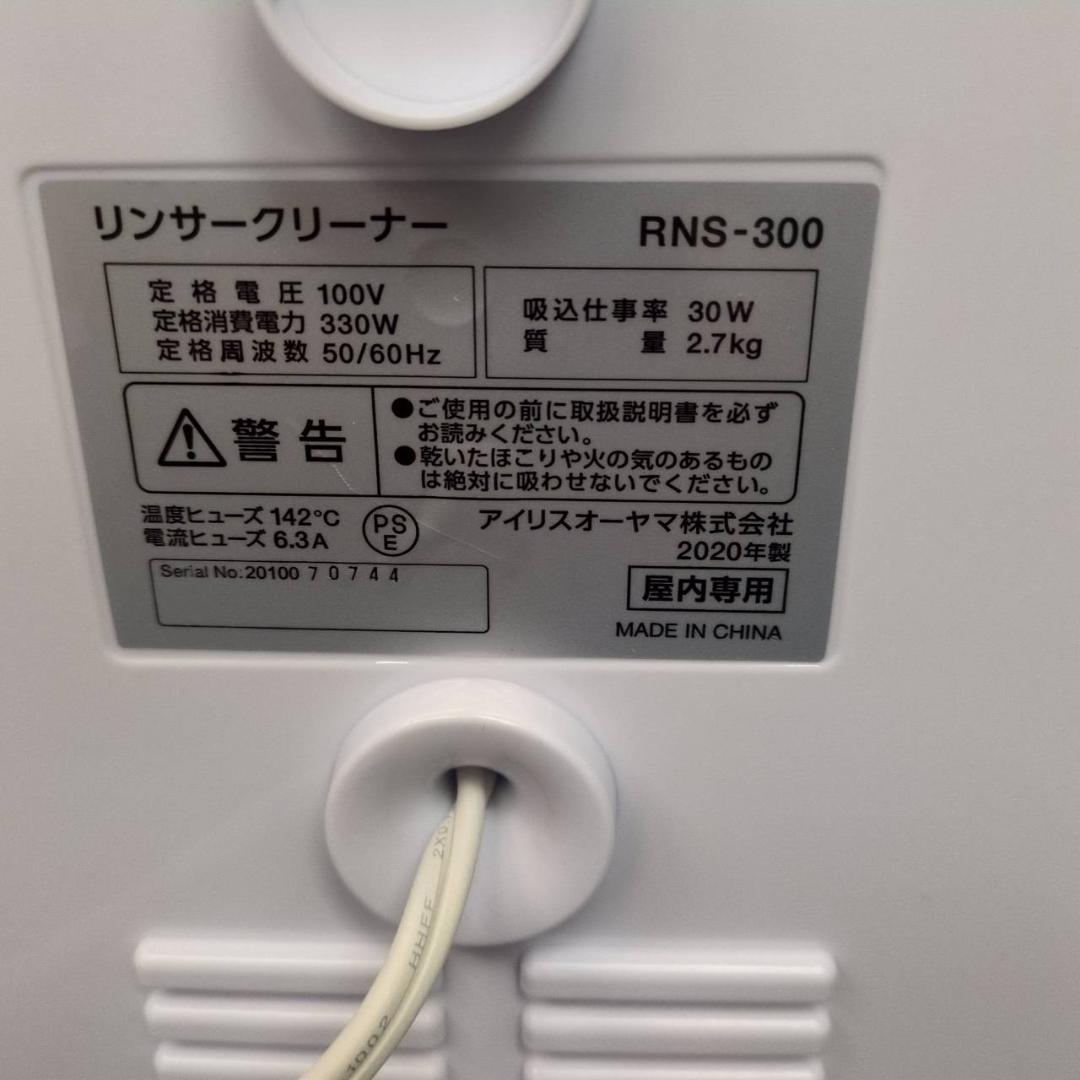 リンサークリーナー RNS-300
定格電圧 100V
定格消費電力 330W
定格周波数 50/60Hz
吸込仕事率 30W
質量 2.7kg
警告
●ご使用の前に取扱説明書を必ず
お読みください。
●乾いたほこりや火の気のあるもの
は絶対に吸わせないでください。
温度ヒューズ 142℃
電流ヒューズ 6.3A
PS
E
アイリスオーヤマ株式会社
2020年製
Serial No:20100 70744
屋内専用
MADE IN CHINA
HHFF